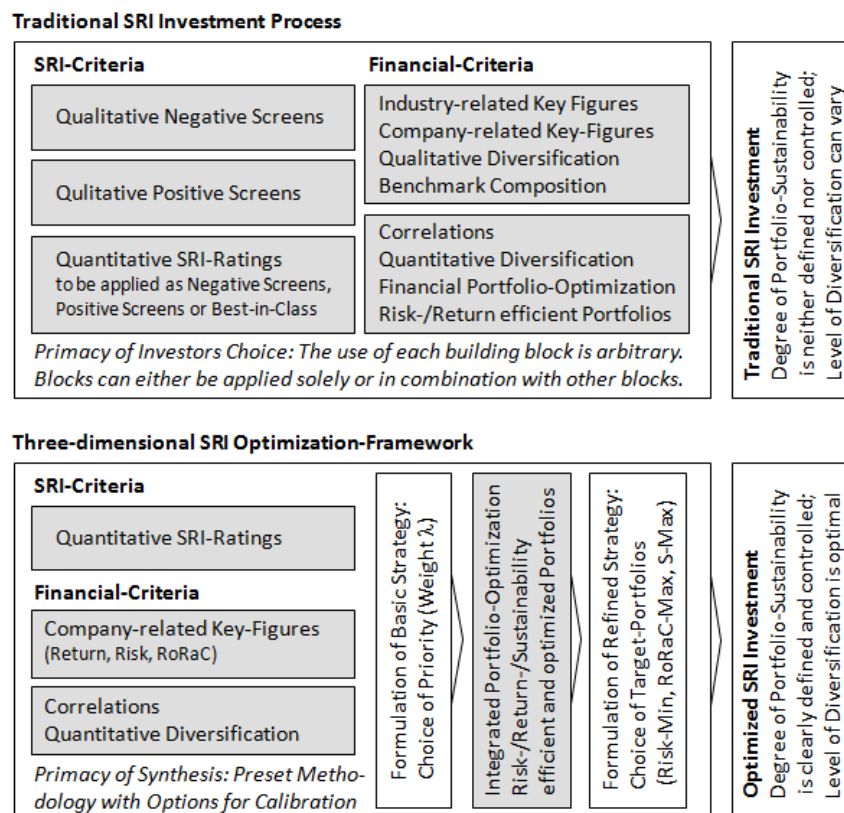 Traditional SRI Investment Process
SRI-Criteria
Qualitative Negative Screens
Qulitative Positive Screens
Quantitative SRI-Ratings
to be applied as Negative Screens,
Positive Screens or Best-in-Class
Financial-Criteria
Industry-related Key Figures
Company-related Key-Figures
Qualitative Diversification
Benchmark Composition
Correlations
Quantitative Diversification
Financial Portfolio-Optimization
Risk-/Return efficient Portfolios
Primacy of Investors Choice: The use of each building block is arbitrary.
Blocks can either be applied solely or in combination with other blocks.
Traditional SRI Investment
Degree of Portfolio-Sustainability
is neither defined nor controlled;
Level of Diversification can vary
Three-dimensional SRI Optimization-Framework
SRI-Criteria
Quantitative SRI-Ratings
Financial-Criteria
Company-related Key-Figures
(Return, Risk, RoRaC)
Correlations
Quantitative Diversification
Primacy of Synthesis: Preset Metho-
dology with Options for Calibration
Formulation of Basic Strategy:
Choice of Priority (Weight λ)
Integrated Portfolio-Optimization
Risk-/Return-/Sustainability
efficient and optimized Portfolios
Formulation of Refined Strategy:
Choice of Target-Portfolios
(Risk-Min, RoRaC-Max, S-Max)
Optimized SRI Investment
Degree of Portfolio-Sustainability
is clearly defined and controlled;
Level of Diversification is optimal